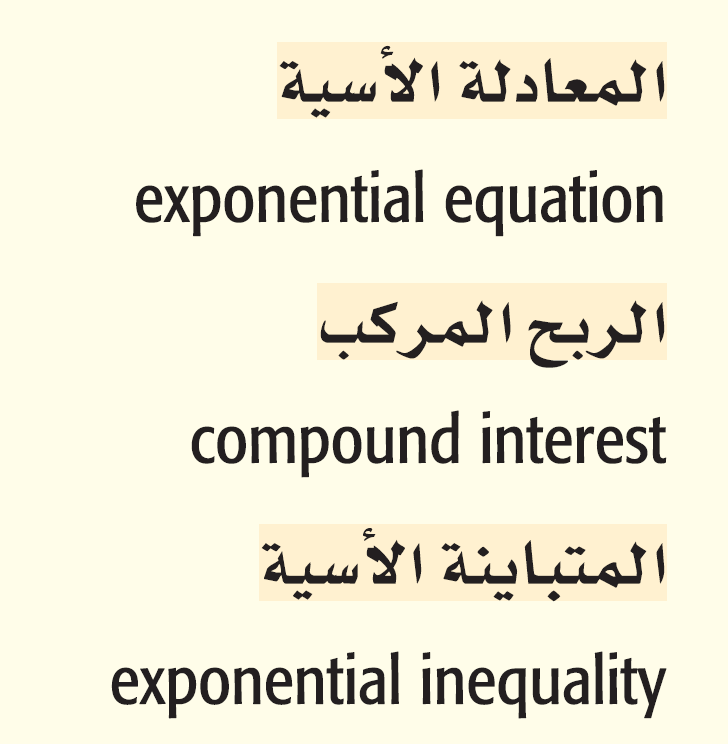 المعادلة الأسية
exponential equation
الربح المركب
compound interest
المتباينة الأسية
exponential inequality